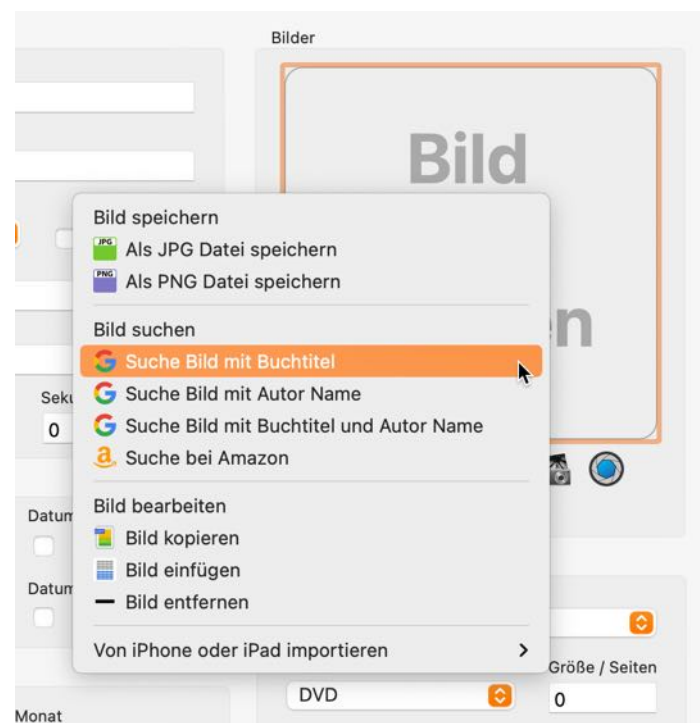 Bilder
Bild
Bild speichern
JPG Als JPG Datei speichern
PNG Als PNG Datei speichern
Bild suchen
Suche Bild mit Buchtitel
Suche Bild mit Autor Name
Suche Bild mit Buchtitel und Autor Name
Suche bei Amazon
0
Bild bearbeiten
Datum
Bild kopieren
Bild einfügen
Datum
Bild entfernen
Von iPhone oder iPad importieren
Größe / Seiten
DVD
0
Monat